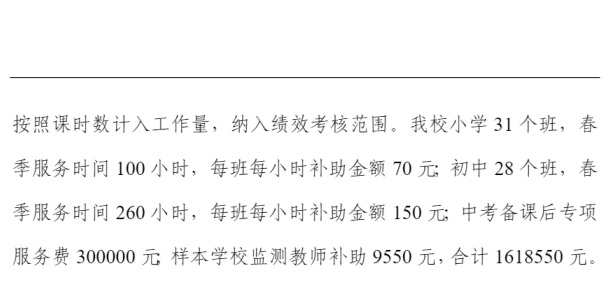 按照课时数计入工作量，纳入绩效考核范围。我校小学 31 个班，春
季服务时间 100 小时，每班每小时补助金额 70 元；初中 28 个班，春
季服务时间 260 小时，每班每小时补助金额 150 元；中考备课后专项
服务费 300000 元；样本学校监测教师补助 9550 元，合计 1618550 元。